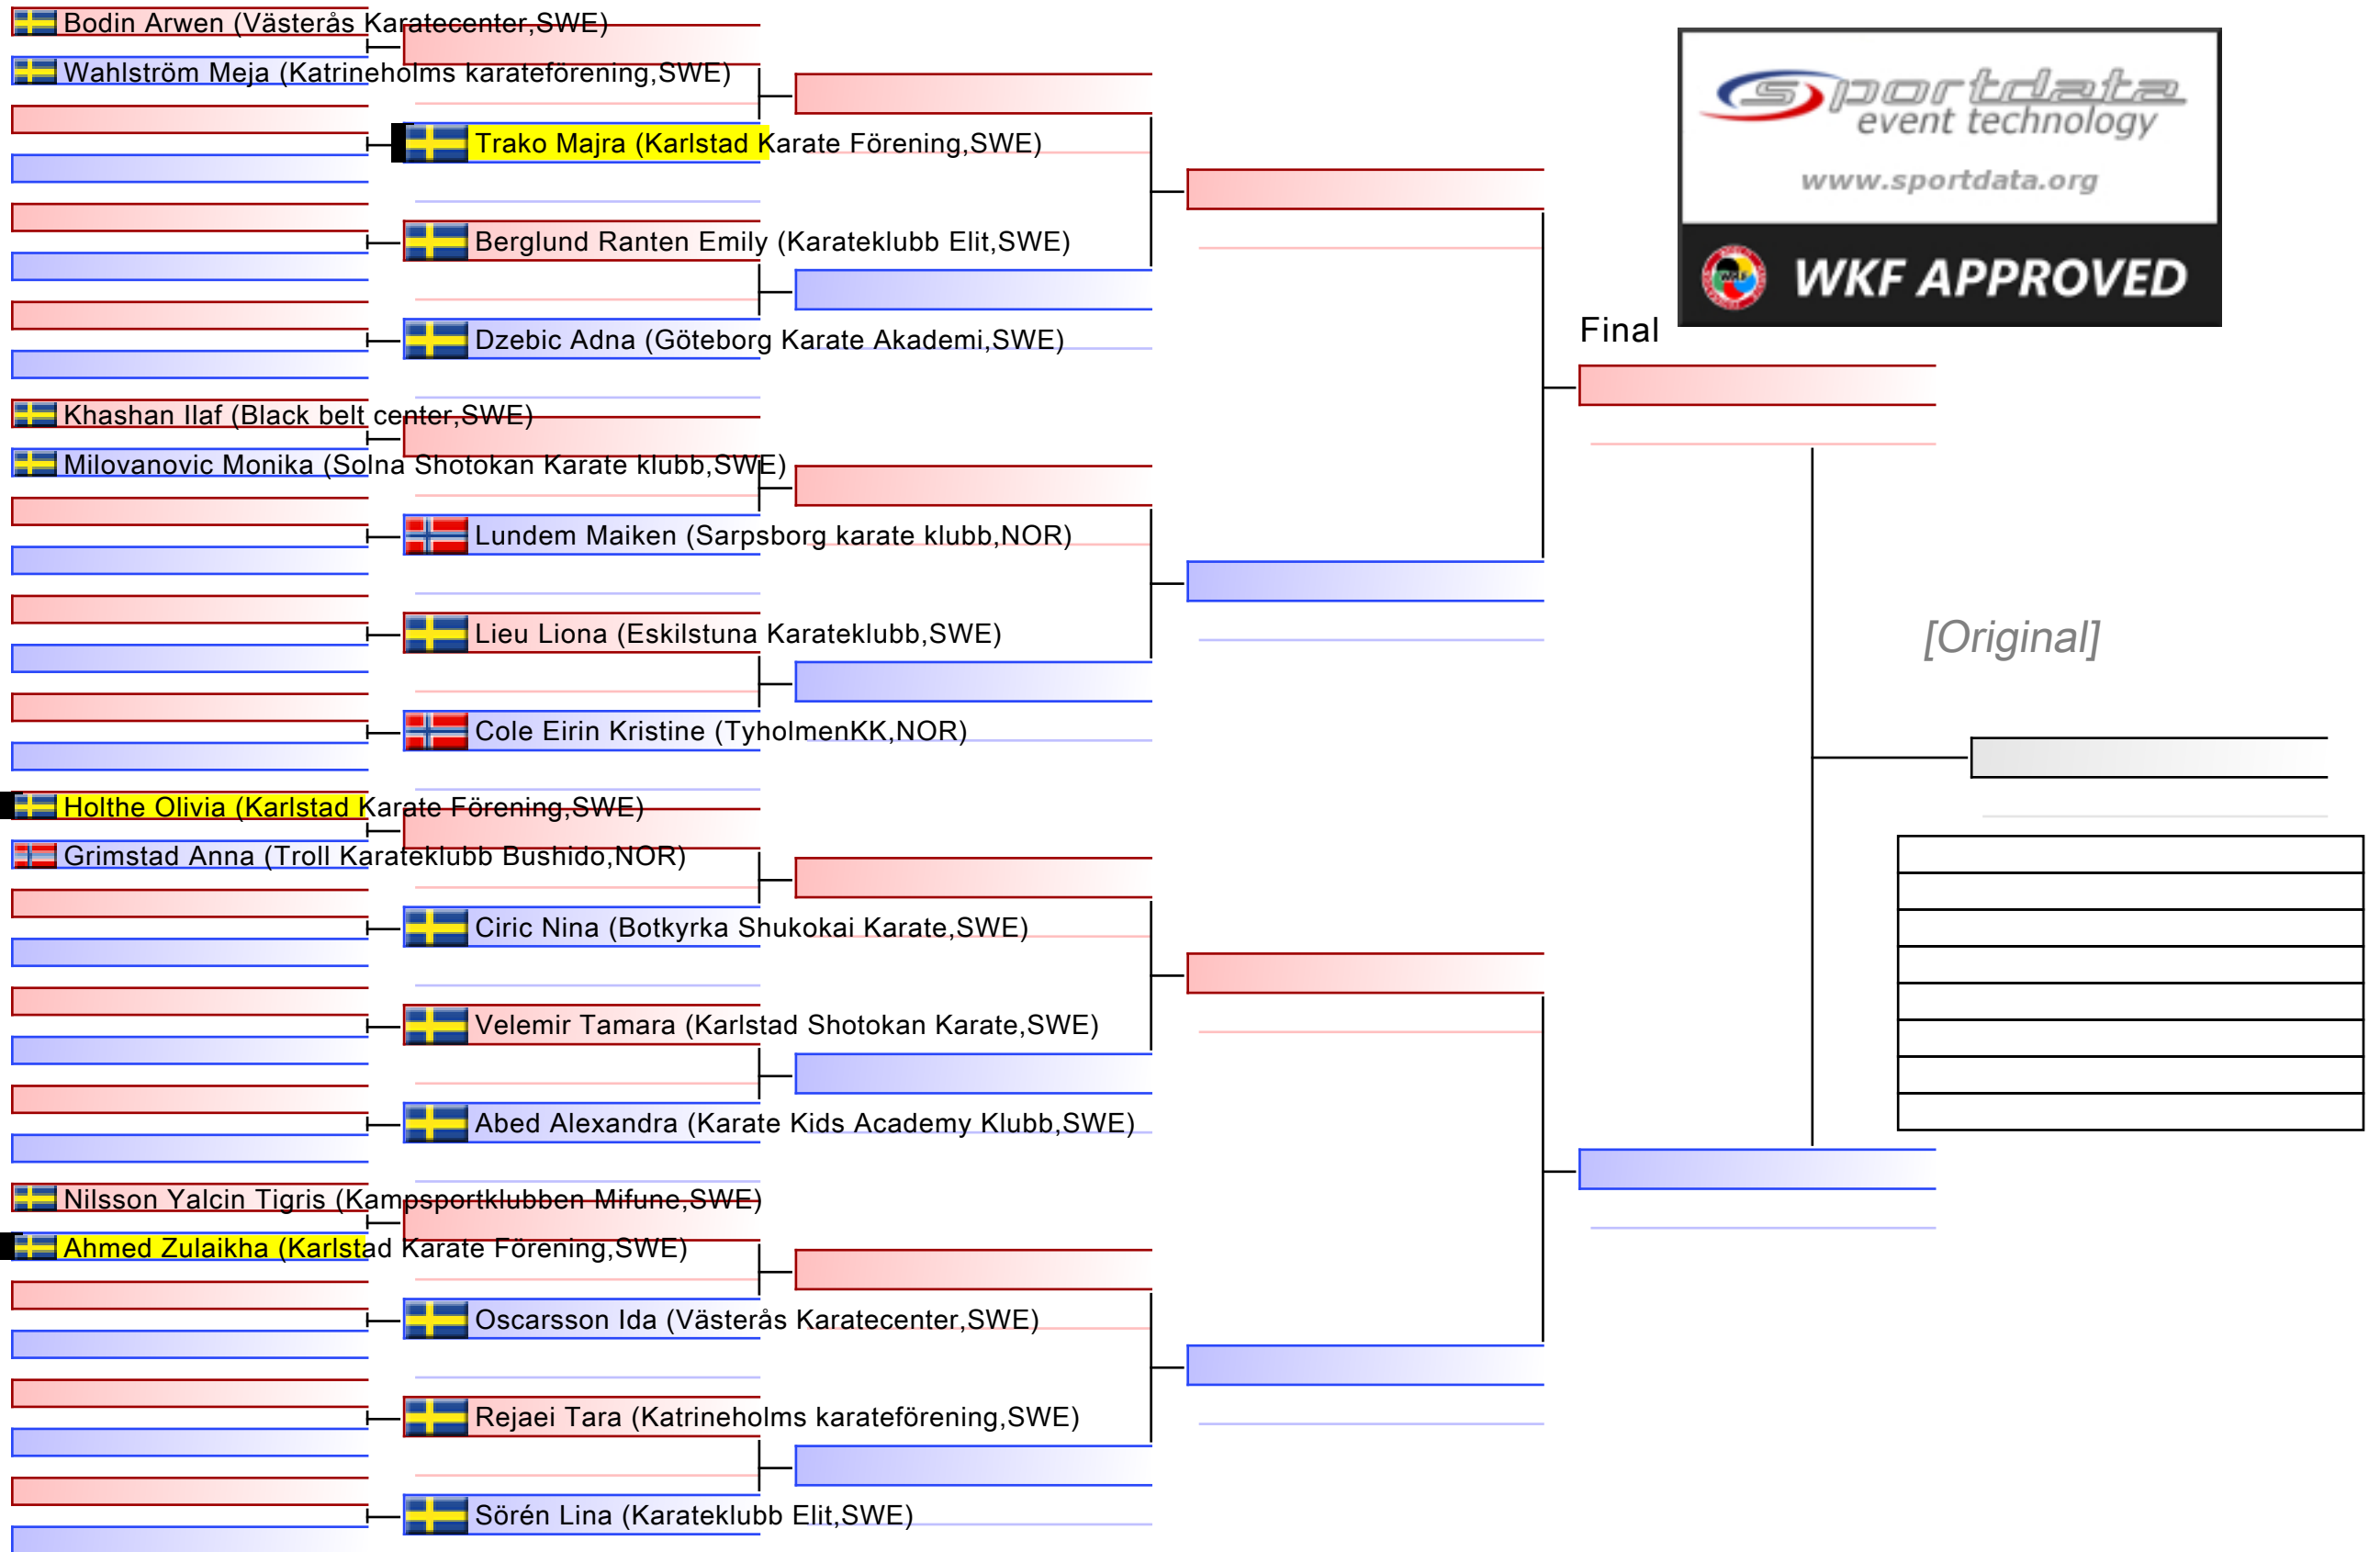 Bodin Arwen (Västerås Karatecenter,SWE)
Wahlström Meja (Katrineholms karateförening,SWE)
Trako Majra (Karlstad Karate Förening,SWE)
Berglund Ranten Emily (Karateklubb Elit,SWE)
Dzebic Adna (Göteborg Karate Akademi,SWE)
Khashan Ilaf (Black belt center,SWE)
Milovanovic Monika (Solna Shotokan Karate klubb,SWE)
Lundem Maiken (Sarpsborg karate klubb,NOR)
Lieu Liona (Eskilstuna Karateklubb,SWE)
Cole Eirin Kristine (TyholmenKK,NOR)
Holthe Olivia (Karlstad Karate Förening,SWE)
Grimstad Anna (Troll Karateklubb Bushido,NOR)
Ciric Nina (Botkyrka Shukokai Karate,SWE)
Velemir Tamara (Karlstad Shotokan Karate,SWE)
Abed Alexandra (Karate Kids Academy Klubb,SWE)
Nilsson Yalcin Tigris (Kampsportklubben Mifune,SWE)
Ahmed Zulaikha (Karlstad Karate Förening,SWE)
Oscarsson Ida (Västerås Karatecenter,SWE)
Rejaei Tara (Katrineholms karateförening,SWE)
Sörén Lina (Karateklubb Elit,SWE)
sportdata
event technology
www.sportdata.org
WKF
WKF APPROVED
Final
[Original]